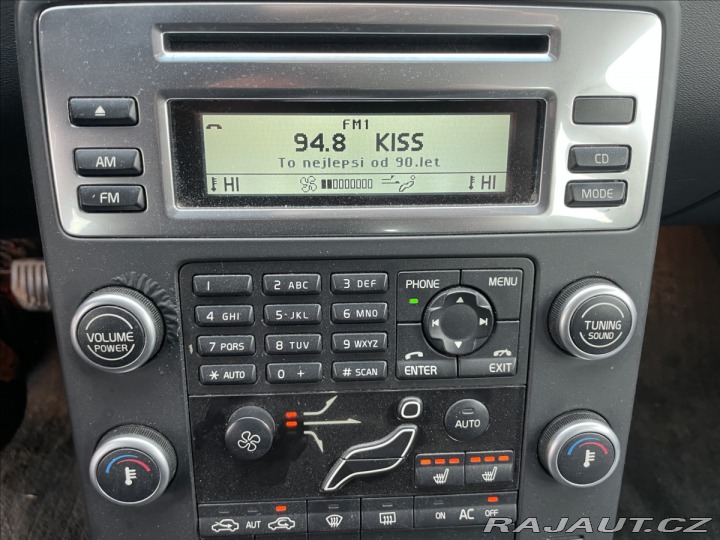 FM1
94.8 KISS
To nejlepsi od 90.let
HI HI
AM
FM
CD
MODE
VOLUME
POWER
1 2 ABC 3 DEF
4 GHI 5 JKL 6 MNO
7 PQRS 8 TUV 9 WXYZ
* AUTO 0 + # SCAN
PHONE MENU
ENTER EXIT
TUNING
SOUND
AUTO
AUT
ON AC OFF
RAJAUT.CZ